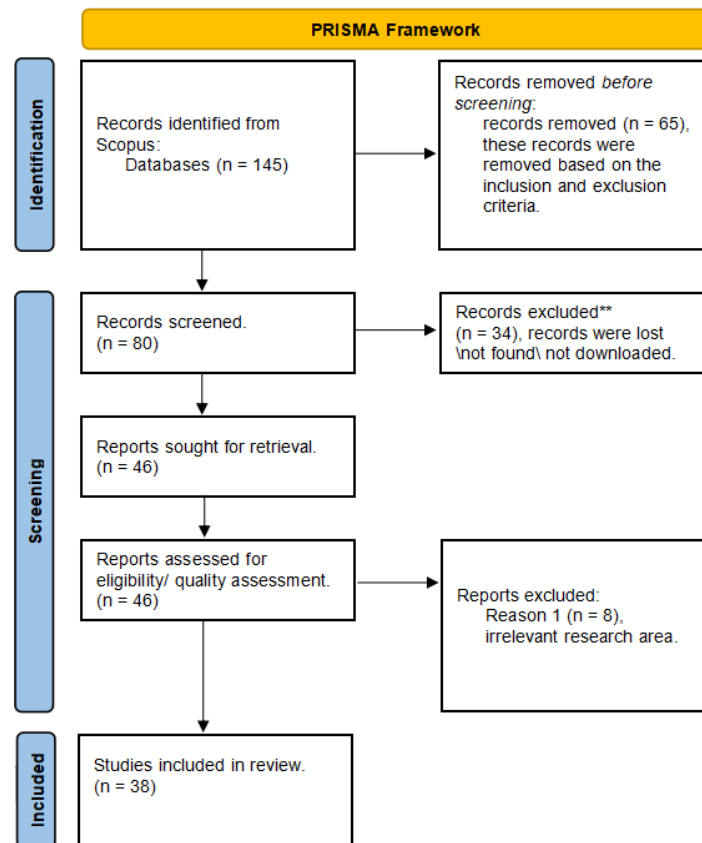 PRISMA Framework
Identification
Records identified from
Scopus:
Databases (n = 145)
Records removed before
screening:
records removed (n = 65),
these records were
removed based on the
inclusion and exclusion
criteria.
Screening
Records screened.
(n = 80)
Records excluded**
(n = 34), records were lost
\not found\ not downloaded.
Reports sought for retrieval.
(n = 46)
Reports assessed for
eligibility/ quality assessment.
(n = 46)
Reports excluded:
Reason 1 (n = 8),
irrelevant research area.
Included
Studies included in review.
(n = 38)